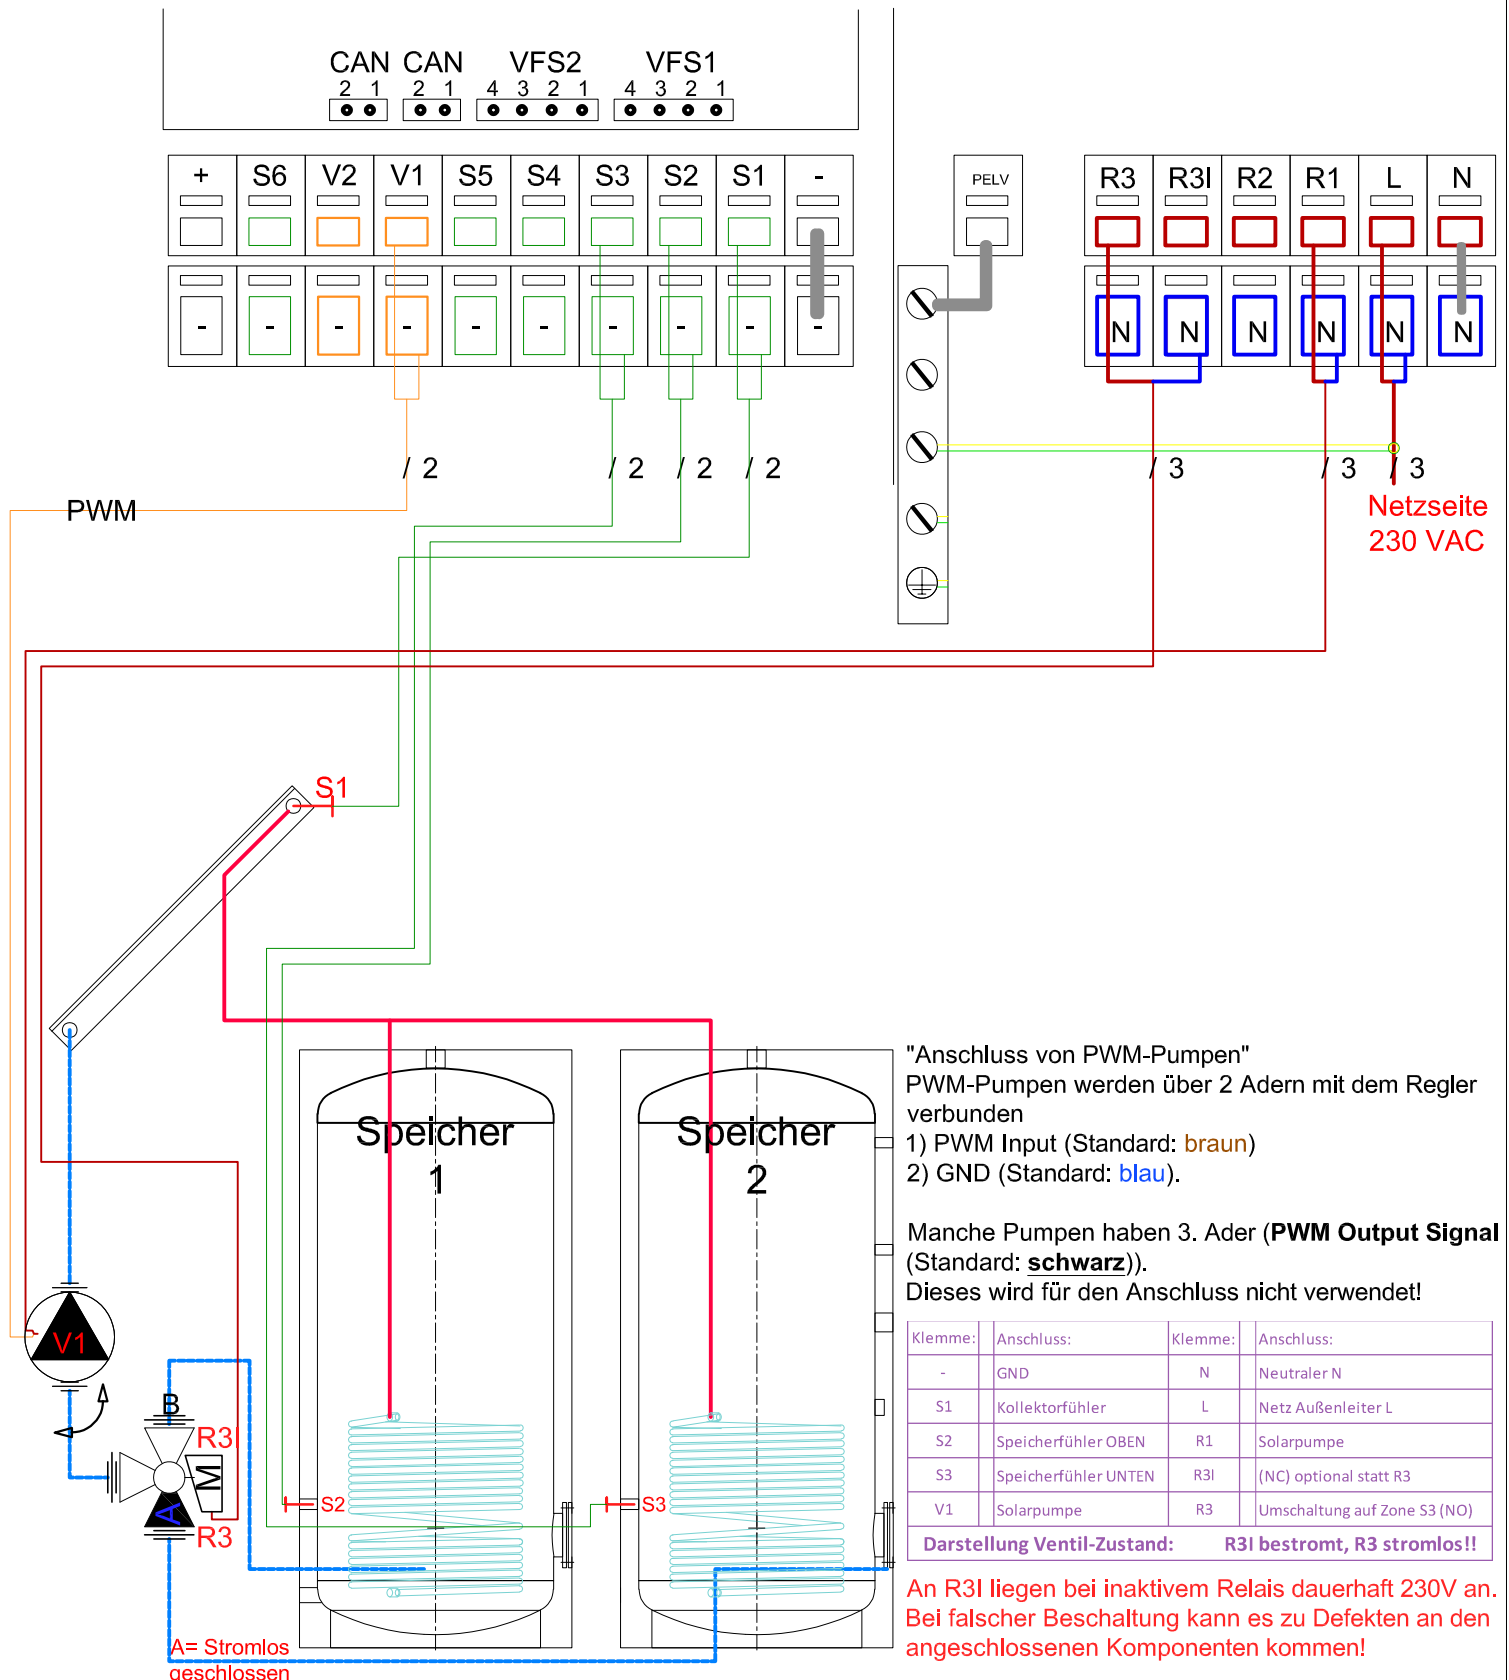 CAN CAN VFS2 VFS1
2 1 2 1 4 3 2 1 4 3 2 1
+ S6 V2 V1 S5 S4 S3 S2 S1 -
PELV
R3 R3I R2 R1 L N
- - - - - - - - - -
N N N N N N
/ 2 / 2 / 2 / 2
/ 3 / 3 / 3
PWM
Netzseite
230 VAC
S1
Speicher
1
Speicher
2
V1
B
R3I
M
A
R3
S2
S3
A= Stromlos
geschlossen
"Anschluss von PWM-Pumpen"
PWM-Pumpen werden über 2 Adern mit dem Regler
verbunden
1) PWM Input (Standard: braun)
2) GND (Standard: blau).
Manche Pumpen haben 3. Ader (PWM Output Signal
(Standard: schwarz)).
Dieses wird für den Anschluss nicht verwendet!
Klemme: Anschluss: Klemme: Anschluss:
- GND N Neutraler N
S1 Kollektorfühler L Netz Außenleiter L
S2 Speicherfühler OBEN R1 Solarpumpe
S3 Speicherfühler UNTEN R3I (NC) optional statt R3
V1 Solarpumpe R3 Umschaltung auf Zone S3 (NO)
Darstellung Ventil-Zustand: R3I bestromt, R3 stromlos!!
An R3I liegen bei inaktivem Relais dauerhaft 230V an.
Bei falscher Beschaltung kann es zu Defekten an den
angeschlossenen Komponenten kommen!